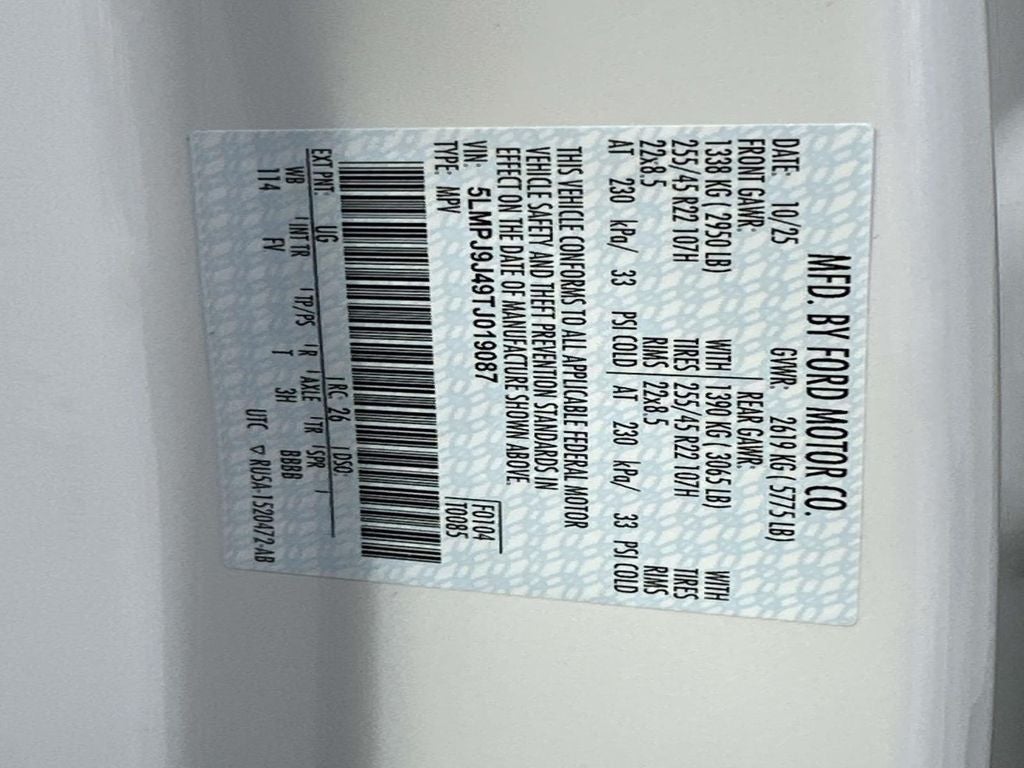 MFD. BY FORD MOTOR CO.
DATE: 10/25 GVWR: 2619 KG ( 5775 LB)
FRONT GAWR: REAR GAWR:
1338 KG ( 2950 LB) WITH 1390 KG ( 3065 LB) WITH
255/45 R22 107H TIRES 255/45 R22 107H TIRES
22x8.5 RIMS 22x8.5 RIMS
AT 230 kPa/ 33 PSI COLD AT 230 kPa/ 33 PSI COLD
THIS VEHICLE CONFORMS TO ALL APPLICABLE FEDERAL MOTOR
VEHICLE SAFETY AND THEFT PREVENTION STANDARDS IN
EFFECT ON THE DATE OF MANUFACTURE SHOWN ABOVE.
VIN: 5LMPJ9J49TJ019087 F0104
TYPE: MPV T0085
EXT PNT: UG RC: 26 DSO:
WB INT TR TP/PS R AXLE TR SPR
114 FV T 3H BBBB
UTC ▽ RU5A-1520472-AB